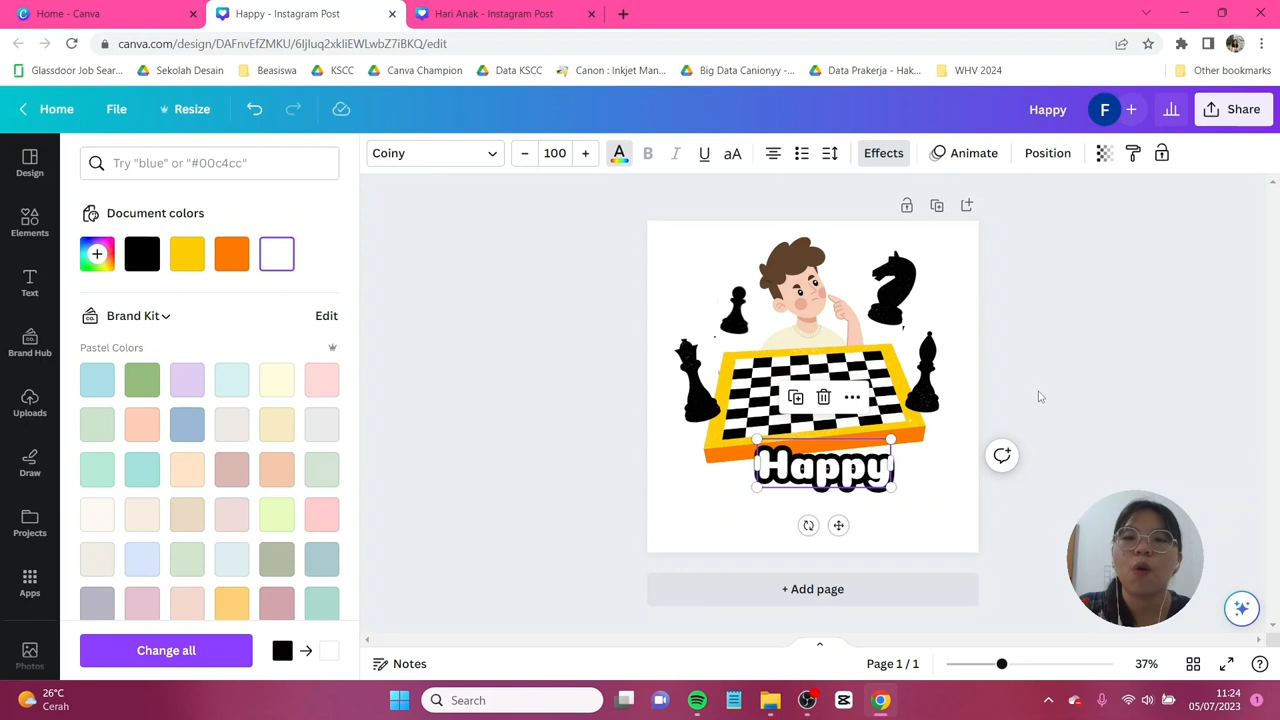 Home - Canva
Happy - Instagram Post
Hari Anak - Instagram Post
canva.com/design/DAFnvEfZMKU/6IjIuq2xkIiEWLwbZ7iBKQ/edit
Glassdoor Job Sear...
Sekolah Desain
Beasiswa
KSCC
Canva Champion
Data KSCC
Canon : Inkjet Man...
Big Data Canionyy -...
Data Prakerja - Hak...
WHV 2024
Other bookmarks
Home
File
Resize
Happy
F
Share
Design
Elements
Text
Brand Hub
Uploads
Draw
Projects
Apps
Photos
Try "blue" or "#00c4cc"
Document colors
Brand Kit
Edit
Pastel Colors
Change all
Coiny
100
A
B
I
U
aA
Effects
Animate
Position
Happy
+ Add page
Notes
Page 1 / 1
37%
26°C
Cerah
Search
11:24
05/07/2023
1